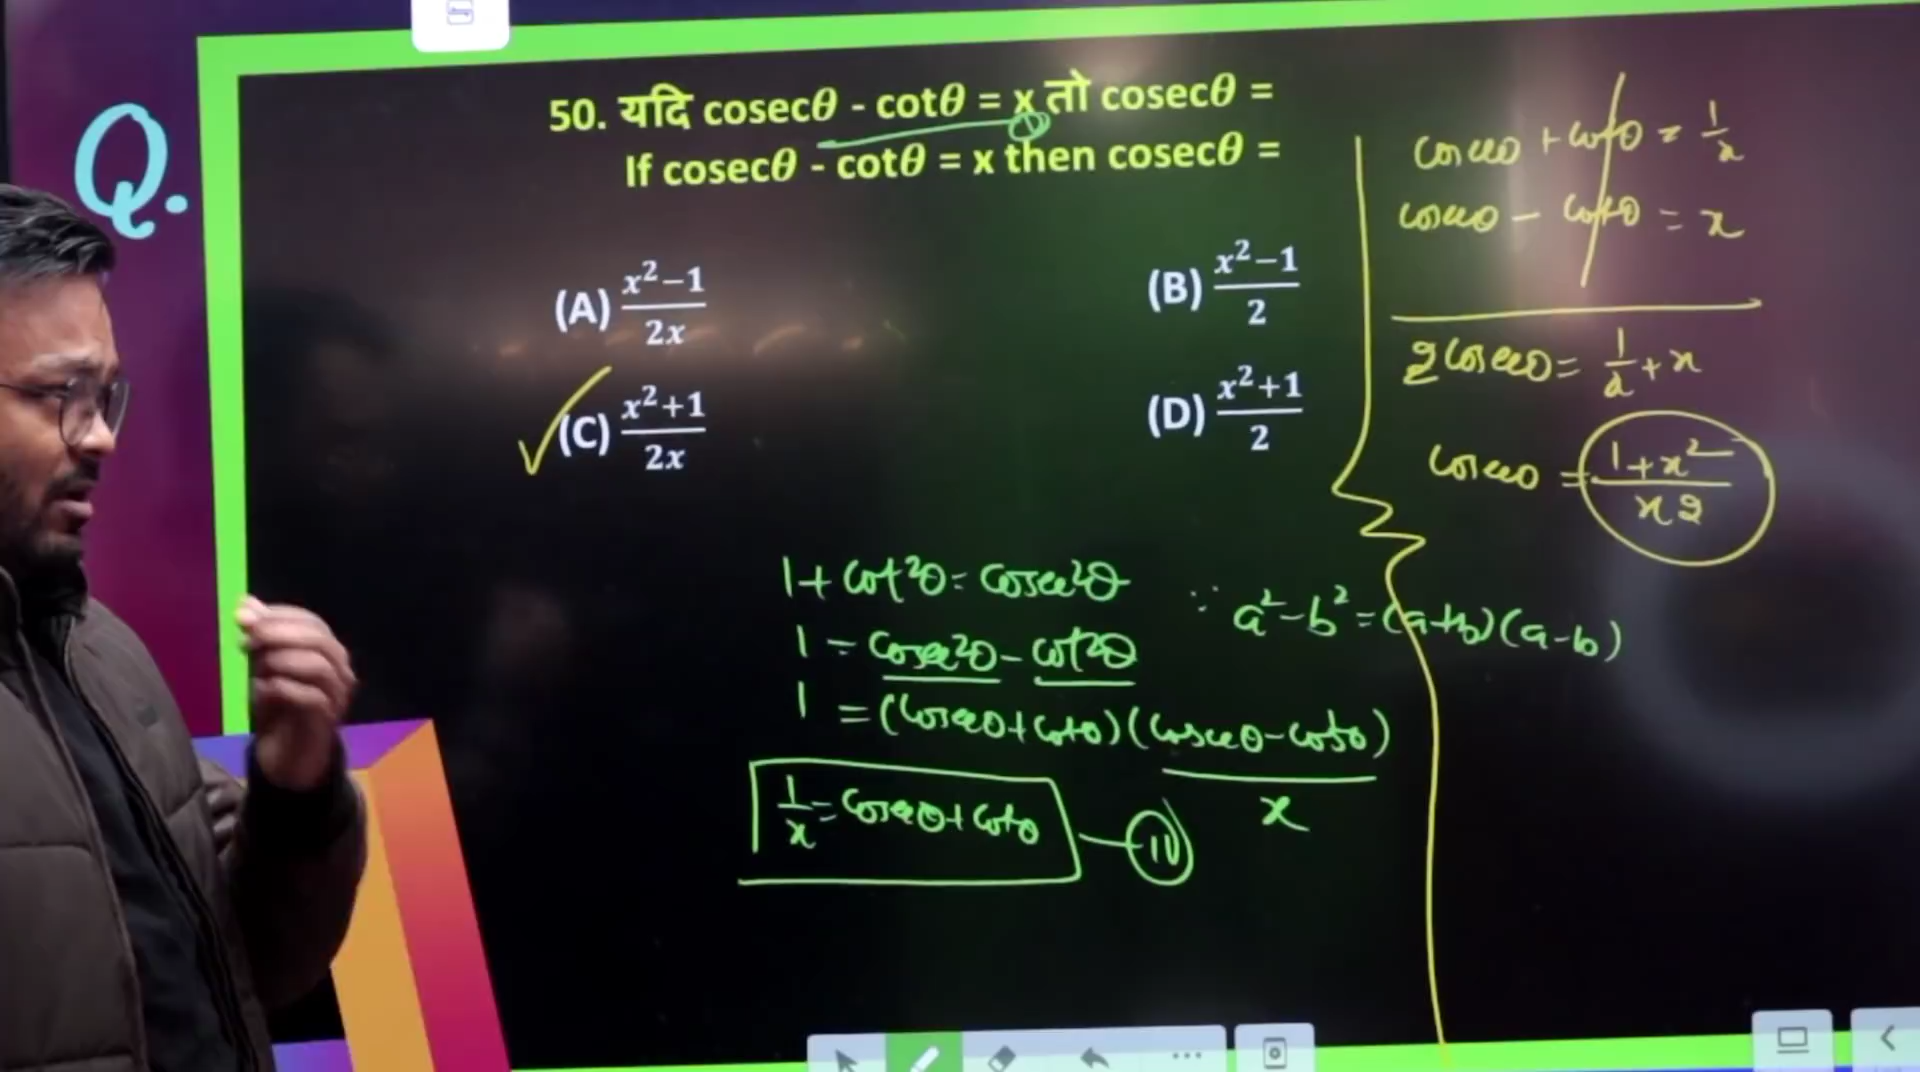 Q.
50. यदि cosecθ - cotθ = x तो cosecθ =
If cosecθ - cotθ = x then cosecθ =
(A) x²−1/2x
(B) x²−1/2
(C) x²+1/2x
(D) x²+1/2
1 + cot²θ = cosec²θ
1 = cosec²θ - cot²θ
∵ a² - b² = (a+b)(a-b)
1 = (cosecθ + cotθ)(cosecθ - cotθ)
x
1/x = cosecθ + cotθ
cosecθ + cotθ = 1/x
cosecθ - cotθ = x
2cosecθ = 1/x + x
cosecθ = 1+x²/x2